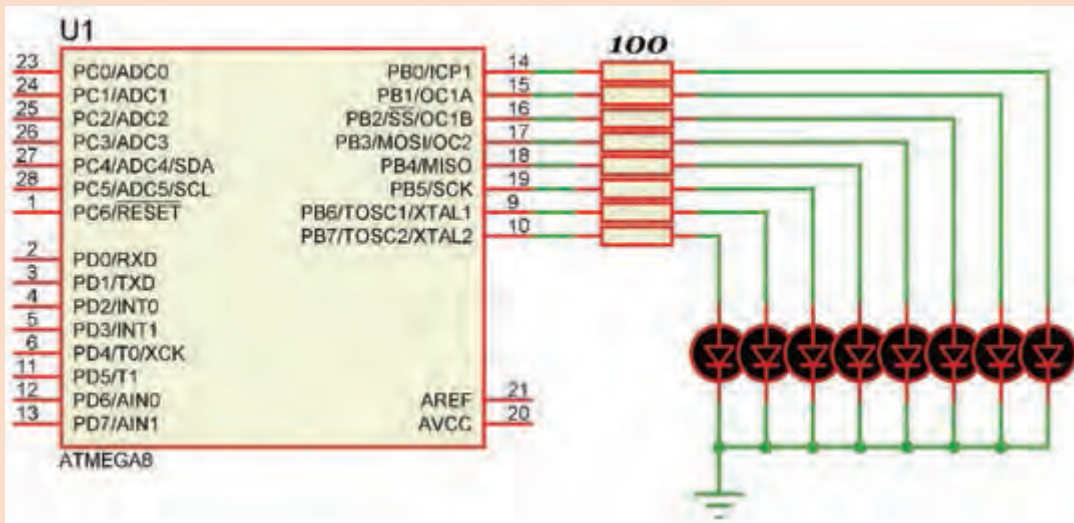 U1
100
23 PC0/ADC0 PB0/ICP1 14
24 PC1/ADC1 PB1/OC1A 15
25 PC2/ADC2 PB2/SS/OC1B 16
26 PC3/ADC3 PB3/MOSI/OC2 17
27 PC4/ADC4/SDA PB4/MISO 18
28 PC5/ADC5/SCL PB5/SCK 19
1 PC6/RESET PB6/TOSC1/XTAL1 9
PB7/TOSC2/XTAL2 10
2 PD0/RXD
3 PD1/TXD
4 PD2/INT0
5 PD3/INT1
6 PD4/T0/XCK
11 PD5/T1
12 PD6/AIN0 AREF 21
13 PD7/AIN1 AVCC 20
ATMEGA8